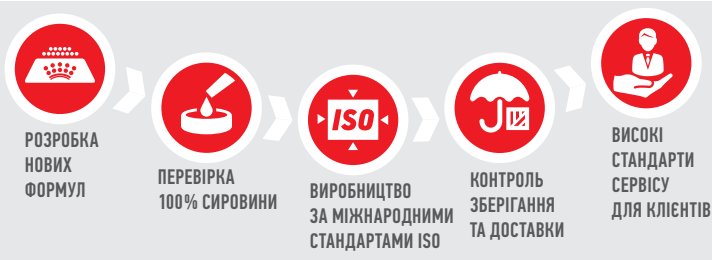 РОЗРОБКА
НОВИХ
ФОРМУЛ
ПЕРЕВІРКА
100% СИРОВИНИ
ISO
ВИРОБНИЦТВО
ЗА МІЖНАРОДНИМИ
СТАНДАРТАМИ ISO
КОНТРОЛЬ
ЗБЕРІГАННЯ
ТА ДОСТАВКИ
ВИСОКІ
СТАНДАРТИ
СЕРВІСУ
ДЛЯ КЛІЄНТІВ